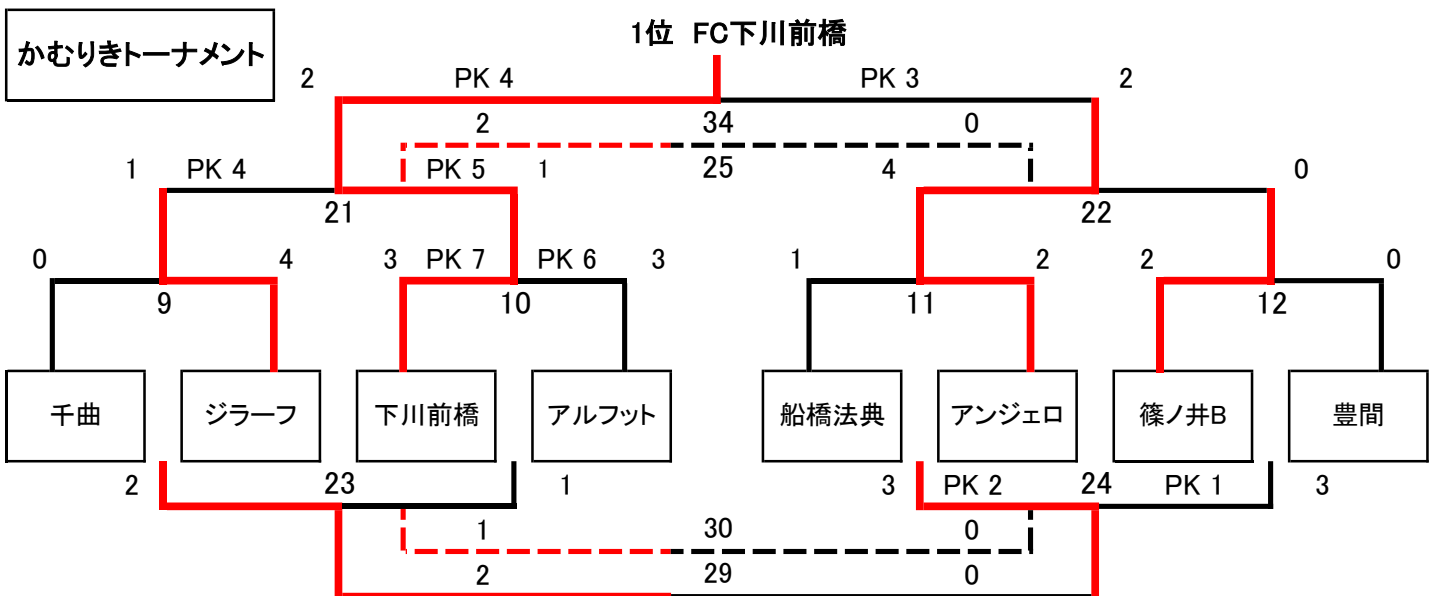 1位 FC下川前橋
かむりきトーナメント
2 PK 4 PK 3 2
2 34 0
1 PK 4 PK 5 1 25 4 0
21 22
0 4 3 PK 7 PK 6 3 1 2 2 0
9 10 11 12
千曲 ジラーフ 下川前橋 アルフット 船橋法典 アンジェロ 篠ノ井B 豊間
2 23 1 3 PK 2 24 PK 1 3
1 30 0
2 29 0